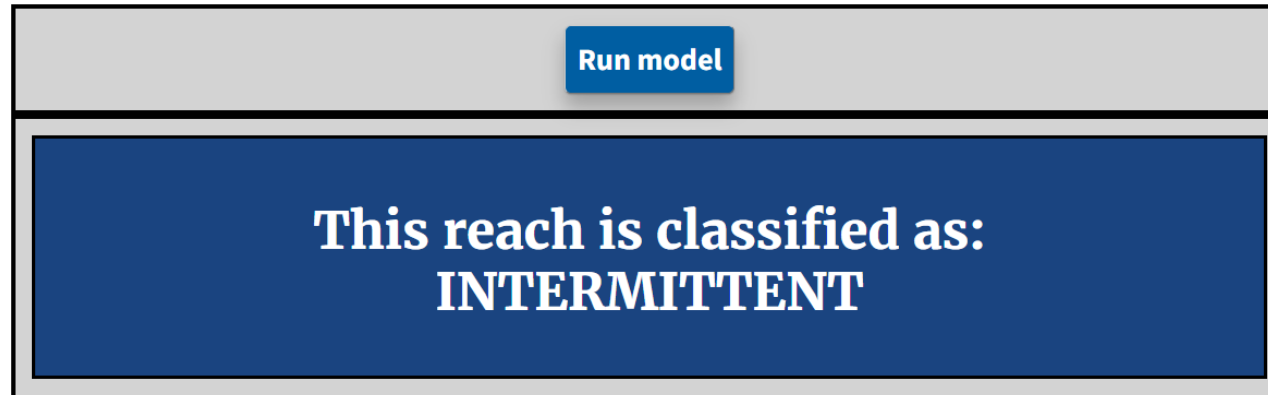 Run model
This reach is classified as:
INTERMITTENT